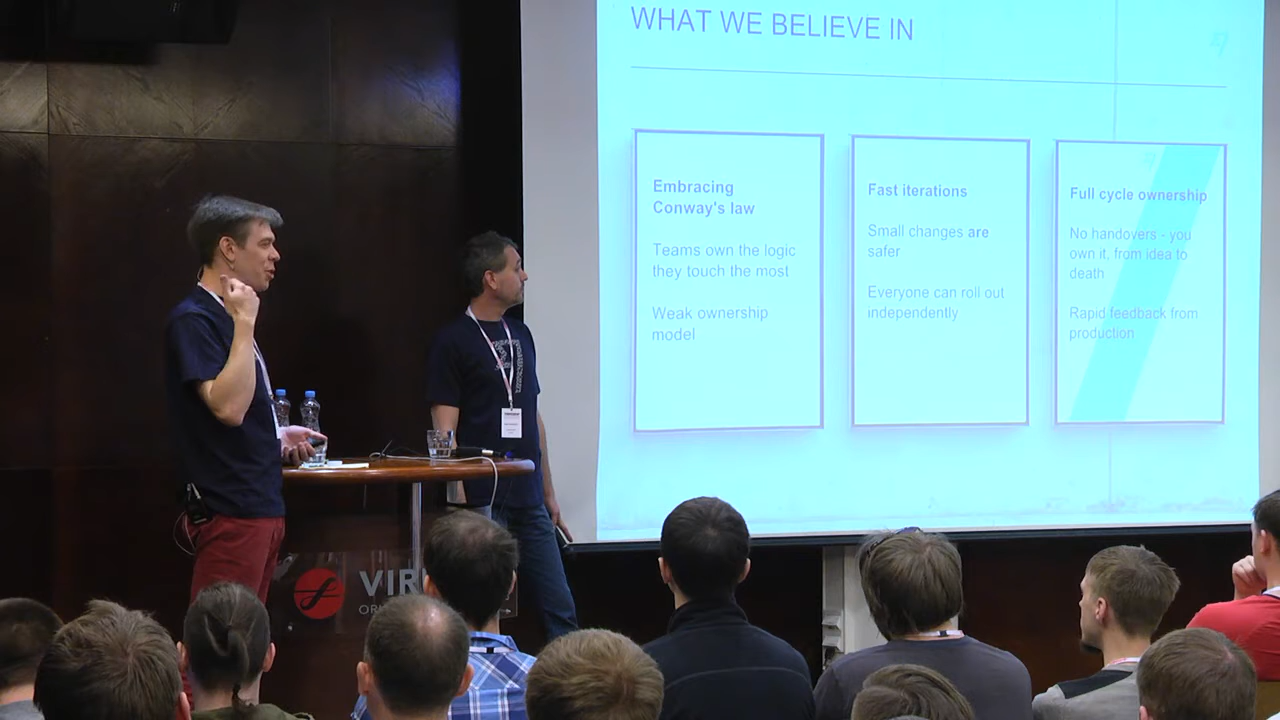 WHAT WE BELIEVE IN
Embracing
Conway's law
Teams own the logic
they touch the most
Weak ownership
model
Fast iterations
Small changes are
safer
Everyone can roll out
independently
Full cycle ownership
No handovers - you
own it, from idea to
death
Rapid feedback from
production